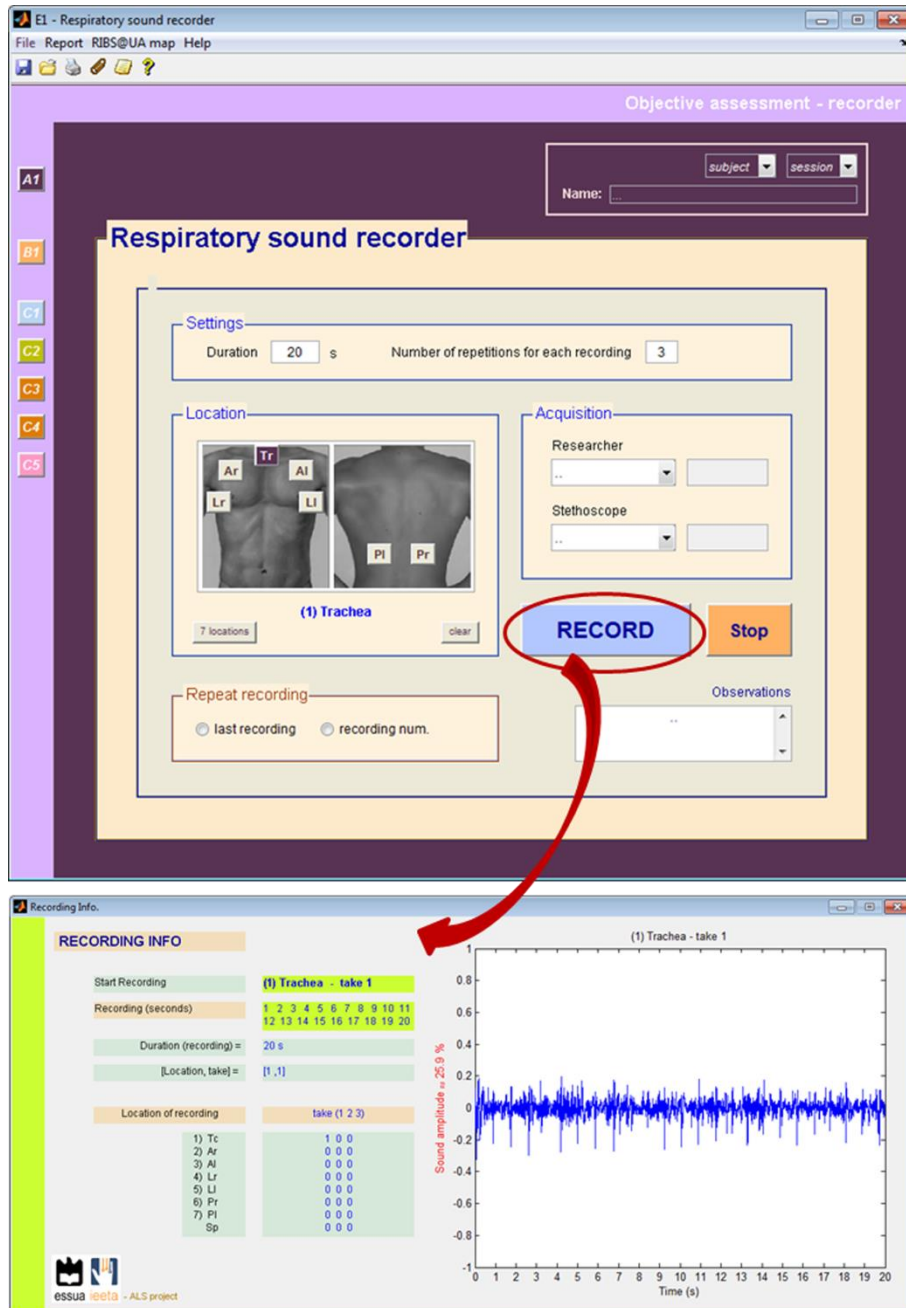 E1 - Respiratory sound recorder
File Report RIBS@UA map Help
Objective assessment - recorder
subject session
Name: ...
A1
B1
C1
C2
C3
C4
C5
Respiratory sound recorder
Settings
Duration 20 s Number of repetitions for each recording 3
Location
Tr
Ar Al
Lr Ll
Pl Pr
(1) Trachea
7 locations clear
Acquisition
Researcher
..
Stethoscope
..
RECORD Stop
Repeat recording
last recording recording num.
Observations
..
Recording Info.
RECORDING INFO
Start Recording (1) Trachea - take 1
Recording (seconds) 1 2 3 4 5 6 7 8 9 10 11
12 13 14 15 16 17 18 19 20
Duration (recording) = 20 s
[Location, take] = [1 ,1]
Location of recording take (1 2 3)
1) Tc 1 0 0
2) Ar 0 0 0
3) Al 0 0 0
4) Lr 0 0 0
5) Ll 0 0 0
6) Pr 0 0 0
7) Pl 0 0 0
Sp 0 0 0
essua ieeta - ALS project
(1) Trachea - take 1
Sound amplitude ≈ 25.9 %
1
0.8
0.6
0.4
0.2
0
-0.2
-0.4
-0.6
-0.8
-1
0 1 2 3 4 5 6 7 8 9 10 11 12 13 14 15 16 17 18 19 20
Time (s)